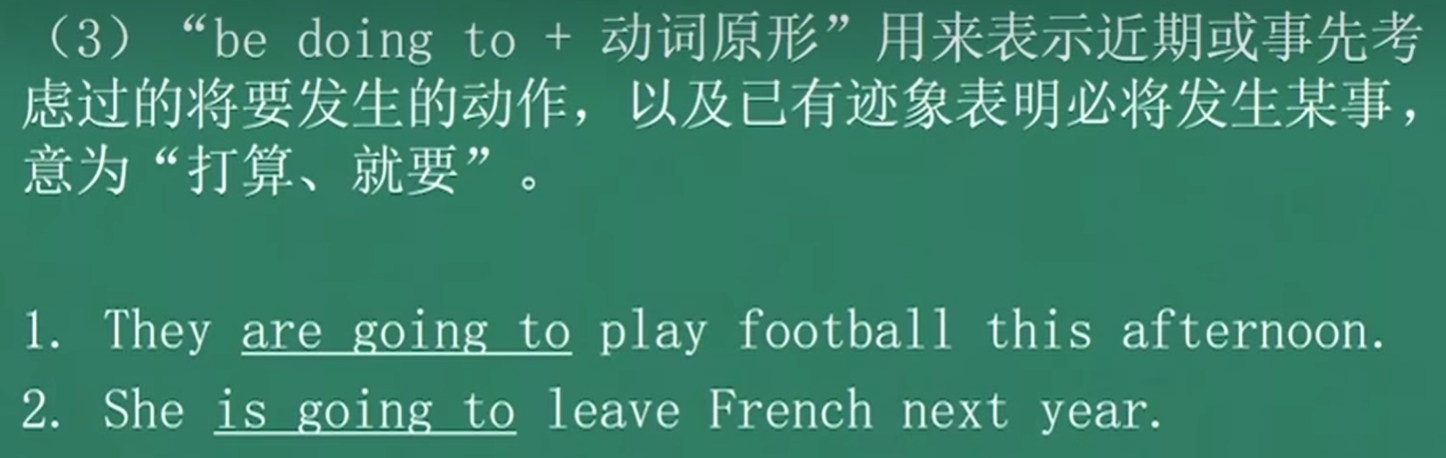 （3）“be doing to + 动词原形”用来表示近期或事先考
虑过的将要发生的动作，以及已有迹象表明必将发生某事，
意为“打算、就要”。
1. They are going to play football this afternoon.
2. She is going to leave French next year.